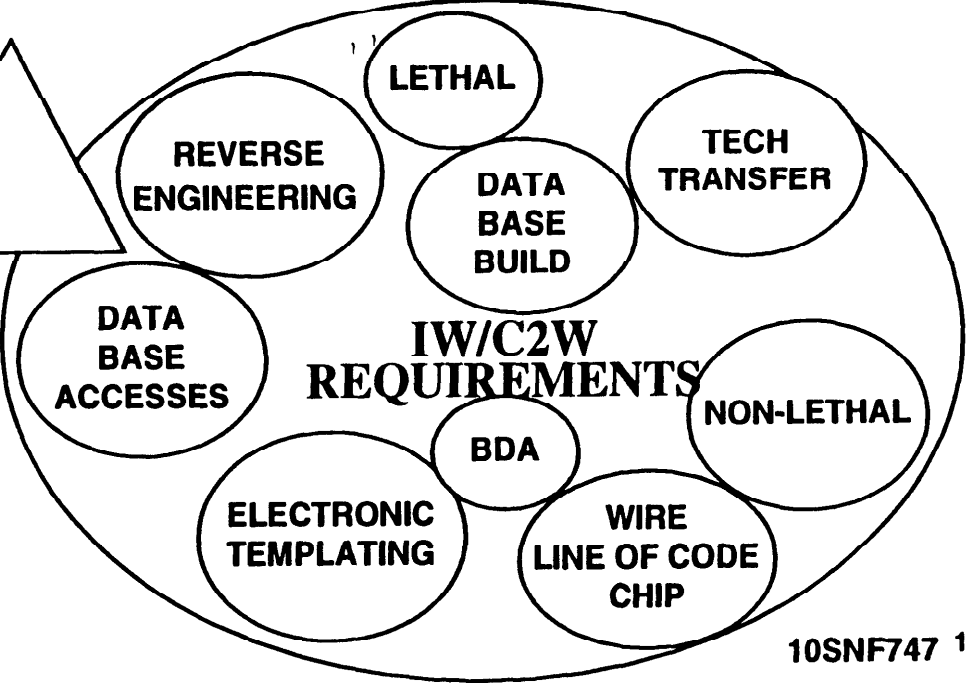 LETHAL
REVERSE
ENGINEERING
TECH
TRANSFER
DATA
BASE
BUILD
DATA
BASE
ACCESSES
IW/C2W
REQUIREMENTS
NON-LETHAL
BDA
ELECTRONIC
TEMPLATING
WIRE
LINE OF CODE
CHIP
10SNF747 1